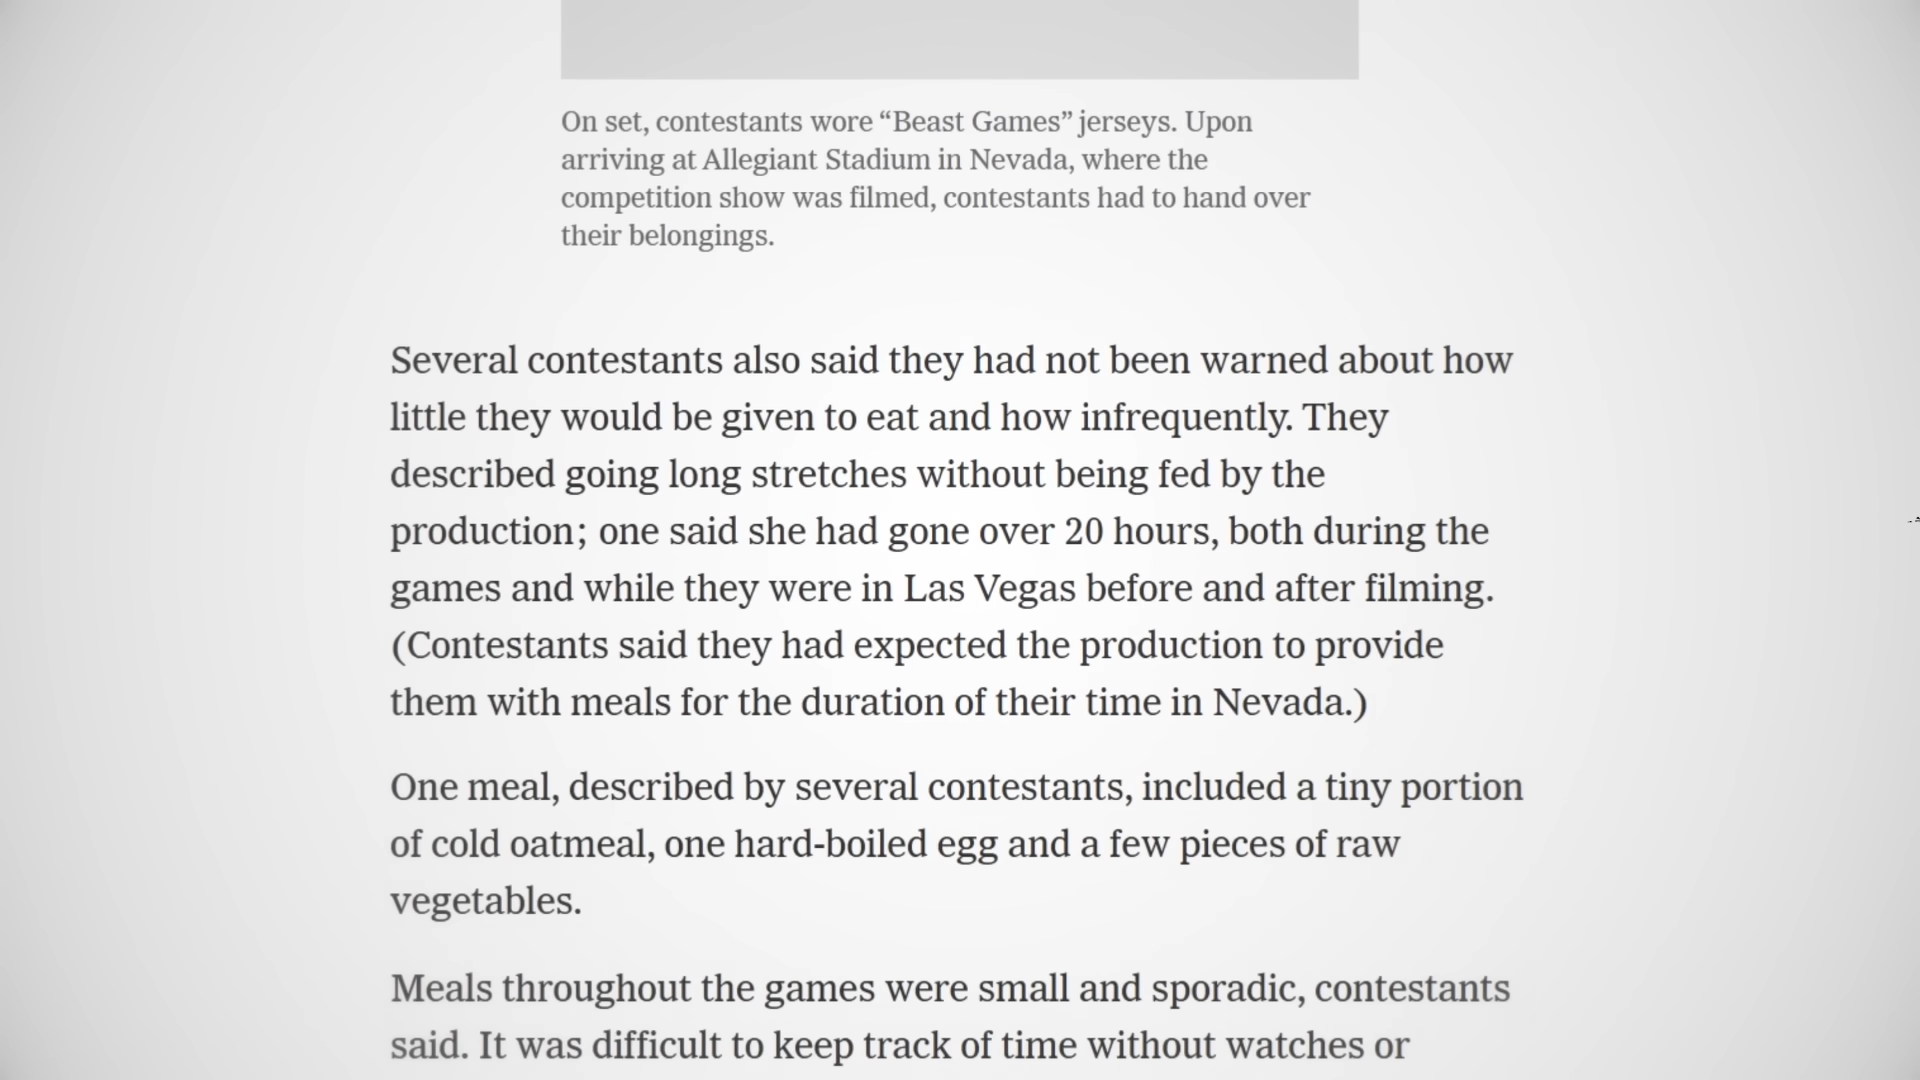 On set, contestants wore “Beast Games” jerseys. Upon
arriving at Allegiant Stadium in Nevada, where the
competition show was filmed, contestants had to hand over
their belongings.
Several contestants also said they had not been warned about how
little they would be given to eat and how infrequently. They
described going long stretches without being fed by the
production; one said she had gone over 20 hours, both during the
games and while they were in Las Vegas before and after filming.
(Contestants said they had expected the production to provide
them with meals for the duration of their time in Nevada.)
One meal, described by several contestants, included a tiny portion
of cold oatmeal, one hard-boiled egg and a few pieces of raw
vegetables.
Meals throughout the games were small and sporadic, contestants
said. It was difficult to keep track of time without watches or